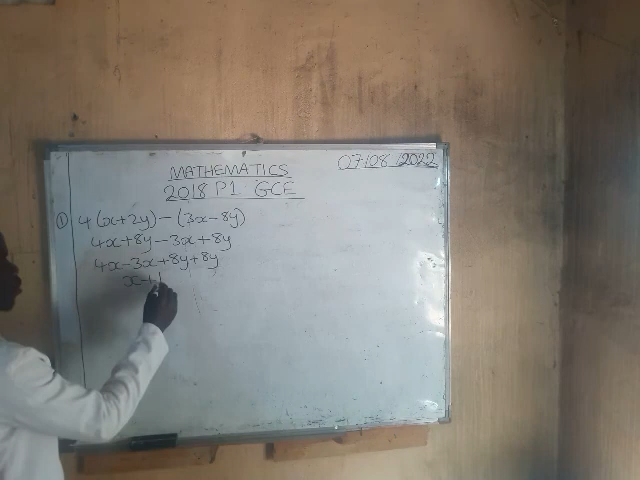 07/08/2022
MATHEMATICS
2018 P1 GCE
① 4(x+2y)-(3x-8y)
4x+8y-3x+8y
4x-3x+8y+8y
x+1